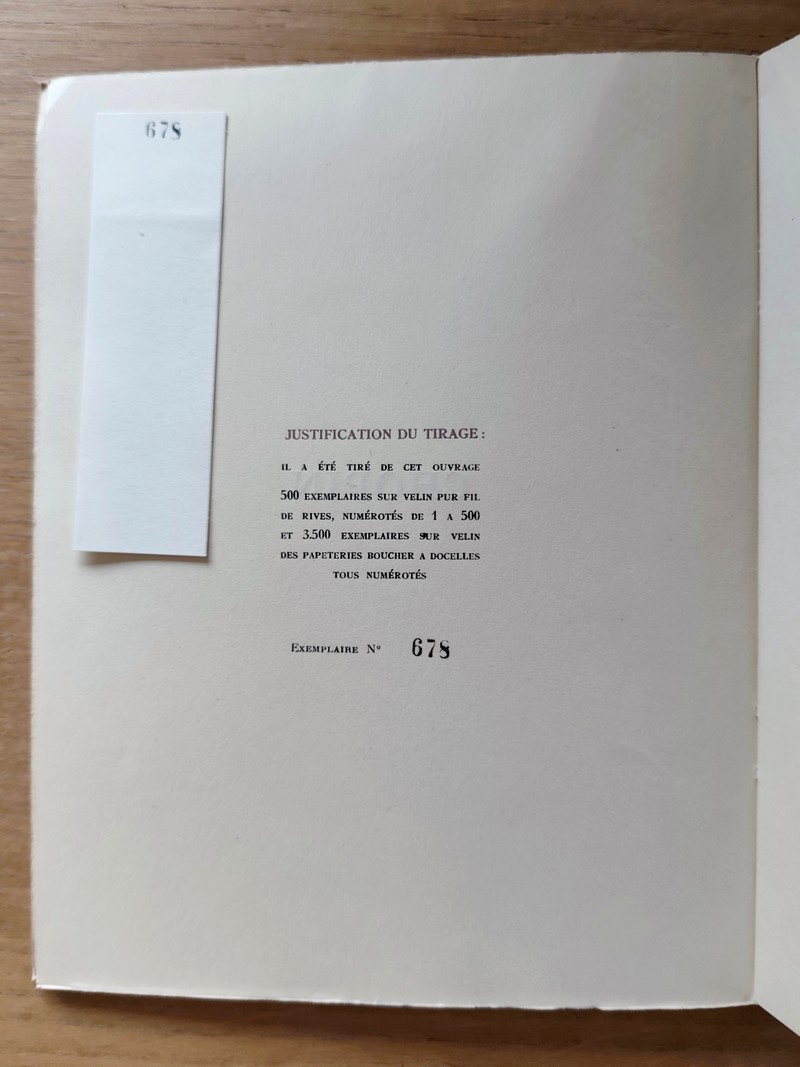 678
JUSTIFICATION DU TIRAGE :
IL A ÉTÉ TIRÉ DE CET OUVRAGE
500 EXEMPLAIRES SUR VELIN PUR FIL
DE RIVES, NUMÉROTÉS DE 1 A 500
ET 3.500 EXEMPLAIRES SUR VELIN
DES PAPETERIES BOUCHER A DOCELLES
TOUS NUMÉROTÉS
EXEMPLAIRE Nº 678